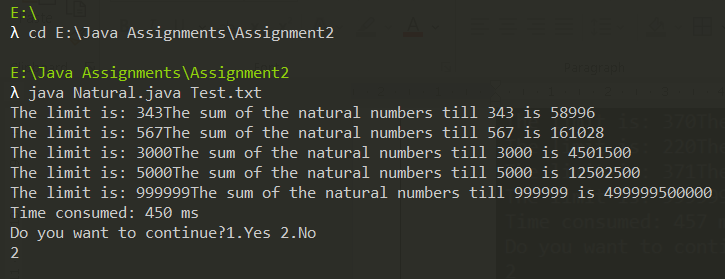 E:\
λ cd E:\Java Assignments\Assignment2
E:\Java Assignments\Assignment2
λ java Natural.java Test.txt
The limit is: 343The sum of the natural numbers till 343 is 58996
The limit is: 567The sum of the natural numbers till 567 is 161028
The limit is: 3000The sum of the natural numbers till 3000 is 4501500
The limit is: 5000The sum of the natural numbers till 5000 is 12502500
The limit is: 999999The sum of the natural numbers till 999999 is 499999500000
Time consumed: 450 ms
Do you want to continue?1.Yes 2.No
2